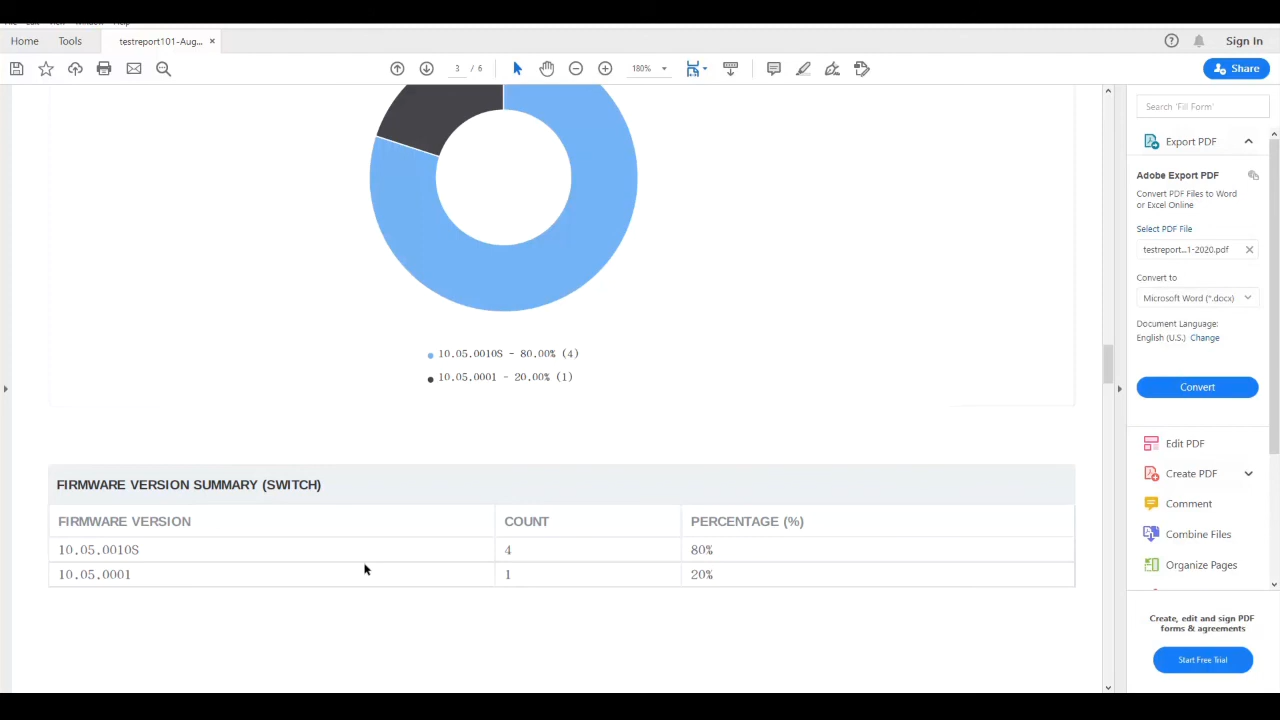 Home Tools testreport101-Aug... × Sign In
3 / 6 180% Share
Search 'Fill Form'
Export PDF
Adobe Export PDF
Convert PDF Files to Word
or Excel Online
Select PDF File
testreport...1-2020.pdf
Convert to
Microsoft Word (*.docx)
Document Language:
English (U.S.) Change
Convert
Edit PDF
Create PDF
Comment
Combine Files
Organize Pages
Create, edit and sign PDF
forms & agreements
Start Free Trial
10.05.0010S - 80.00% (4)
10.05.0001 - 20.00% (1)
FIRMWARE VERSION SUMMARY (SWITCH)
FIRMWARE VERSION COUNT PERCENTAGE (%)
10.05.0010S 4 80%
10.05.0001 1 20%